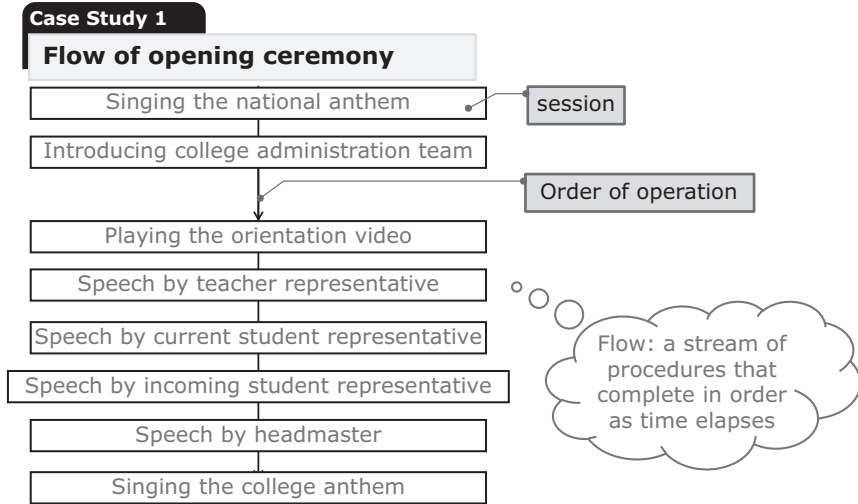 Case Study 1
Flow of opening ceremony
Singing the national anthem
session
Introducing college administration team
Order of operation
Playing the orientation video
Speech by teacher representative
Speech by current student representative
Speech by incoming student representative
Speech by headmaster
Singing the college anthem
Flow: a stream of
procedures that
complete in order
as time elapses